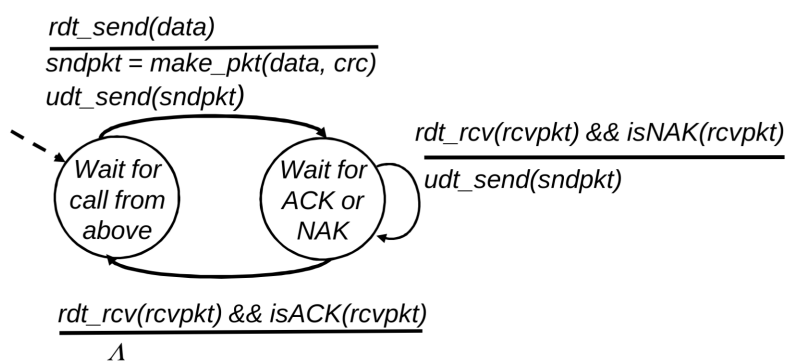 rdt_send(data)
sndpkt = make_pkt(data, crc)
udt_send(sndpkt)
rdt_rcv(rcvpkt) && isNAK(rcvpkt)
udt_send(sndpkt)
Wait for
call from
above
Wait for
ACK or
NAK
rdt_rcv(rcvpkt) && isACK(rcvpkt)
Λ